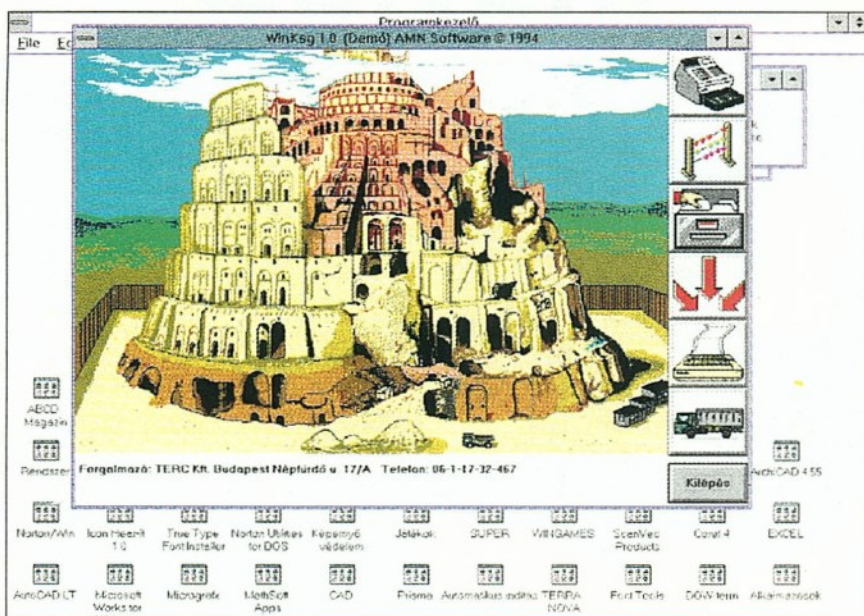 Programkezelő
WinKsg 1.0 (Demó) AMN Software © 1994
File
ABCD
Magazin
Rendszer
Forgalmazó: TERC Kft. Budapest Népfürdő u. 17/A Telefon: 06-1-17-32-467
Kilépés
ArchiCAD 4.55
Norton/Win
Icon Hear-It
1.0
True Type
Font Installer
Norton Utilities
for DOS
Képernyő
védelem
Játékok
SUPER
WINGAMES
ScanVec
Products
Corel 4
EXCEL
AutoCAD LT
Microsoft
Works for
Micrografx
MathSoft
Apps
CAD
Prisma
Automatikus indítás
TERRA
NOVA
Font Tools
DOW term
Alkalmazások